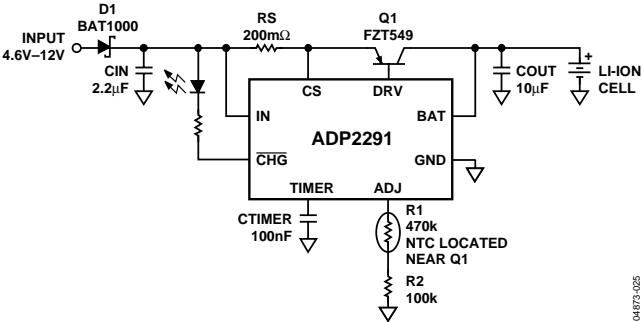 D1
BAT1000
INPUT
4.6V–12V
CIN
2.2μF
RS
200mΩ
Q1
FZT549
COUT
10μF
+
LI-ION
CELL
CS
DRV
IN
BAT
ADP2291
CHG
GND
TIMER
ADJ
CTIMER
100nF
R1
470k
NTC LOCATED
NEAR Q1
R2
100k
04873-025